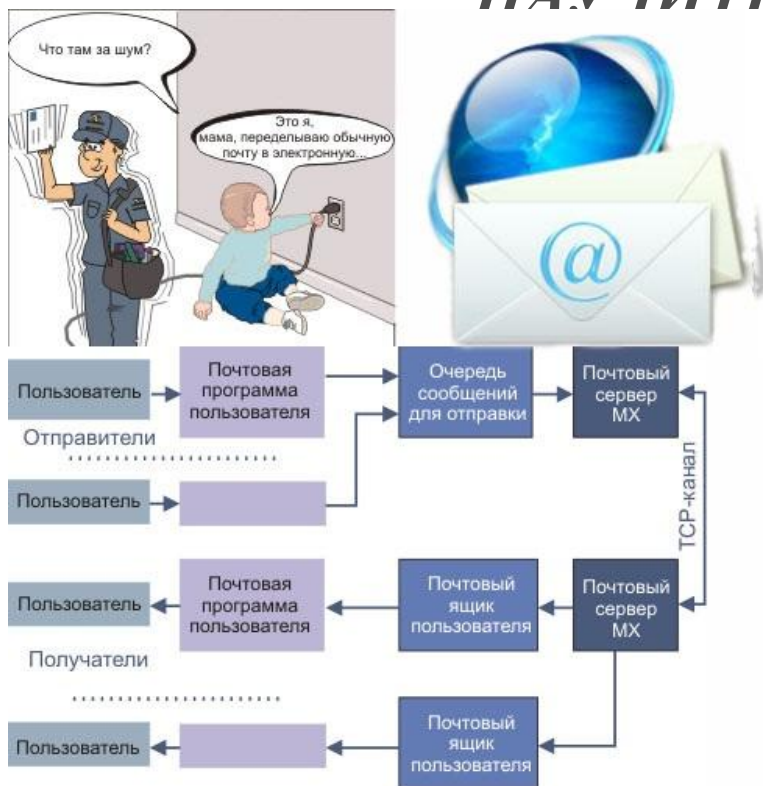 Что там за шум?
Это я,
мама, переделываю обычную
почту в электронную...
@
Пользователь
Почтовая
программа
пользователя
Очередь
сообщений
для отправки
Почтовый
сервер
МХ
Отправители
TCP-канал
Пользователь
Пользователь
Почтовая
программа
пользователя
Почтовый
ящик
пользователя
Почтовый
сервер
МХ
Получатели
Пользователь
Почтовый
ящик
пользователя